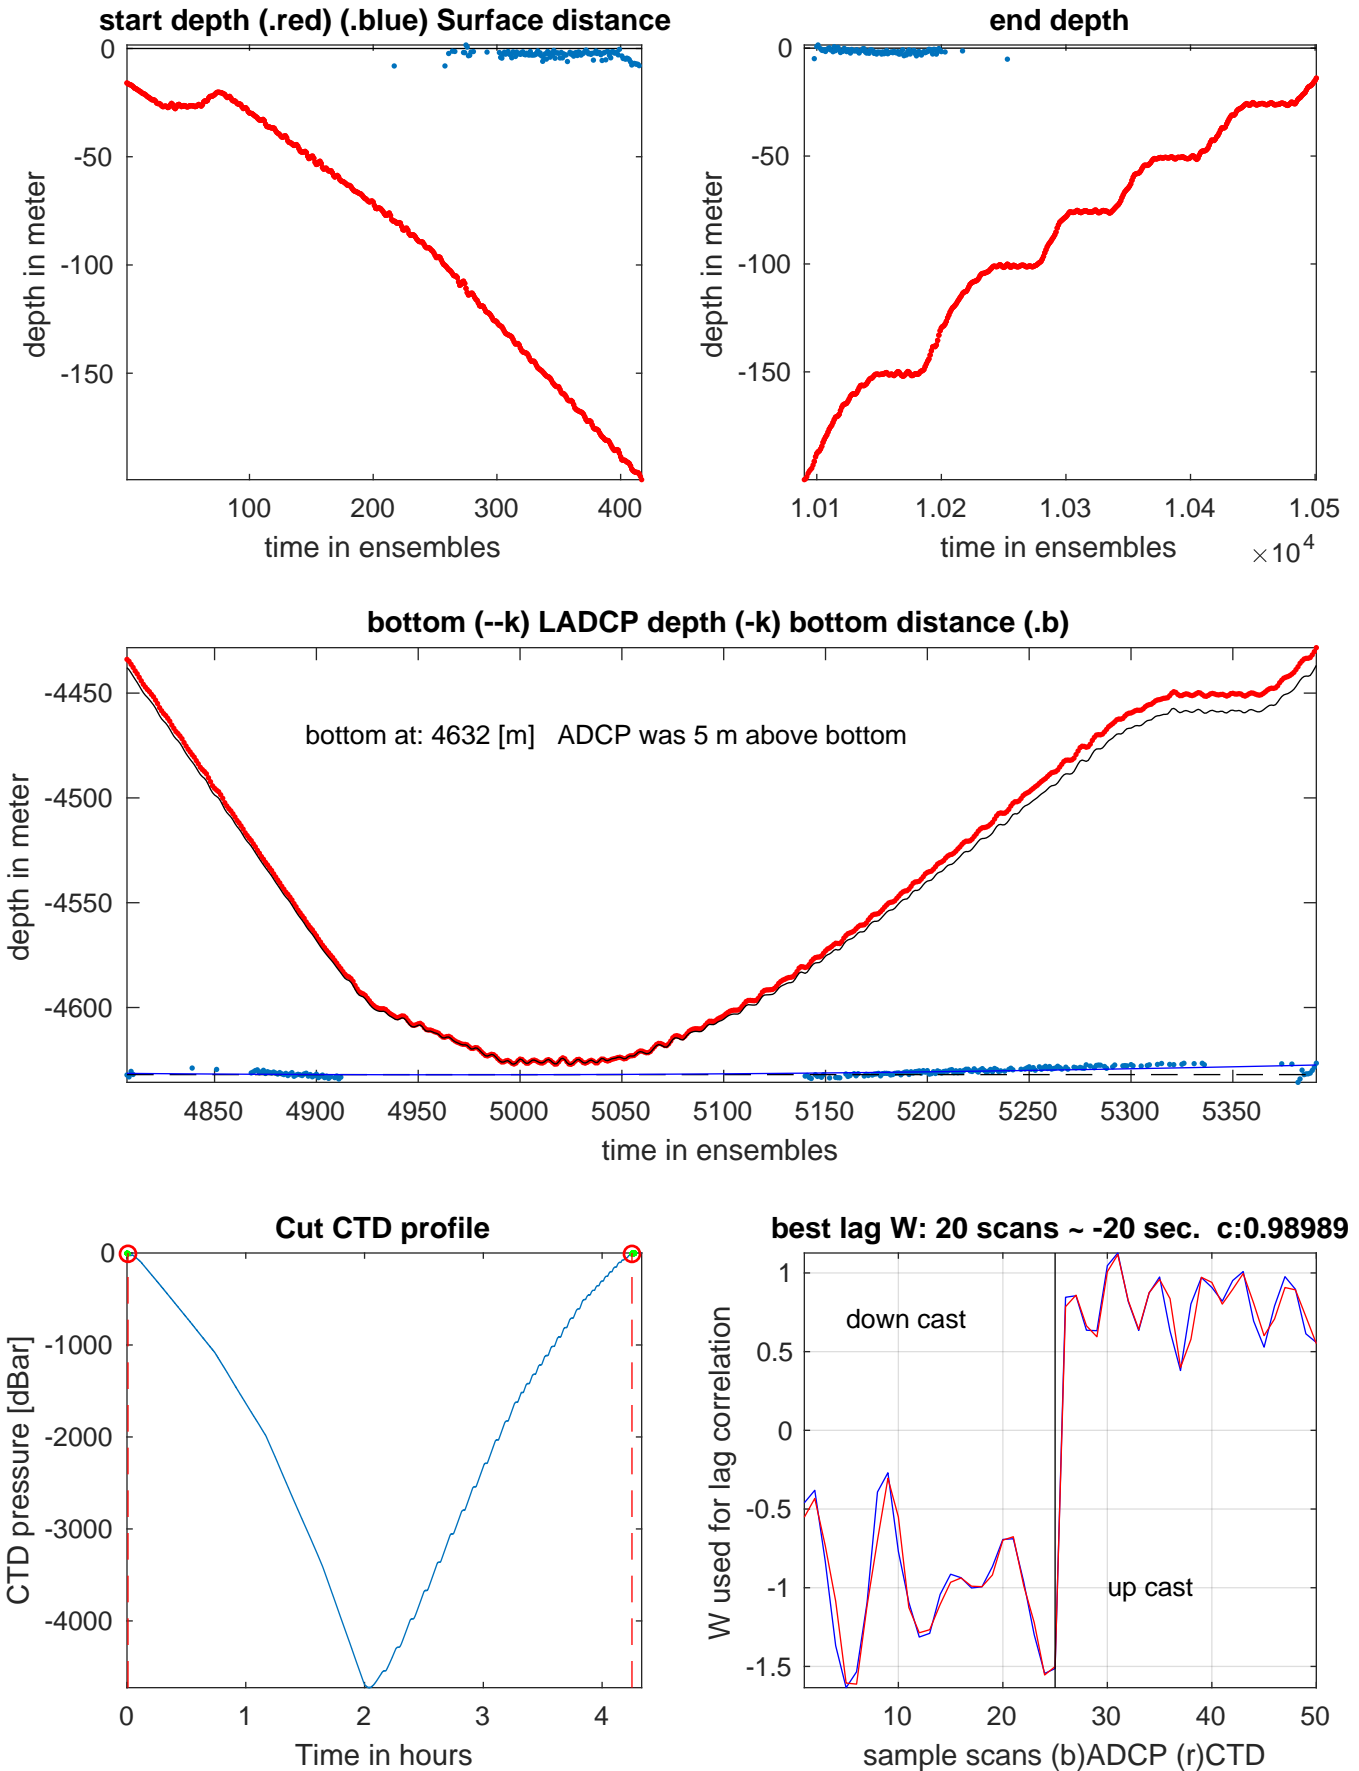 start depth (.red) (.blue) Surface distance
end depth
0
-50
-100
-150
depth in meter
100 200 300 400
time in ensembles
0
-50
-100
-150
depth in meter
1.01 1.02 1.03 1.04 1.05
time in ensembles
×10^4
bottom (--k) LADCP depth (-k) bottom distance (.b)
-4450
-4500
-4550
-4600
depth in meter
bottom at: 4632 [m] ADCP was 5 m above bottom
4850 4900 4950 5000 5050 5100 5150 5200 5250 5300 5350
time in ensembles
Cut CTD profile
0
-1000
-2000
-3000
-4000
CTD pressure [dBar]
0 1 2 3 4
Time in hours
best lag W: 20 scans ~ -20 sec. c:0.98989
1
0.5
0
-0.5
-1
-1.5
W used for lag correlation
down cast
up cast
10 20 30 40 50
sample scans (b)ADCP (r)CTD